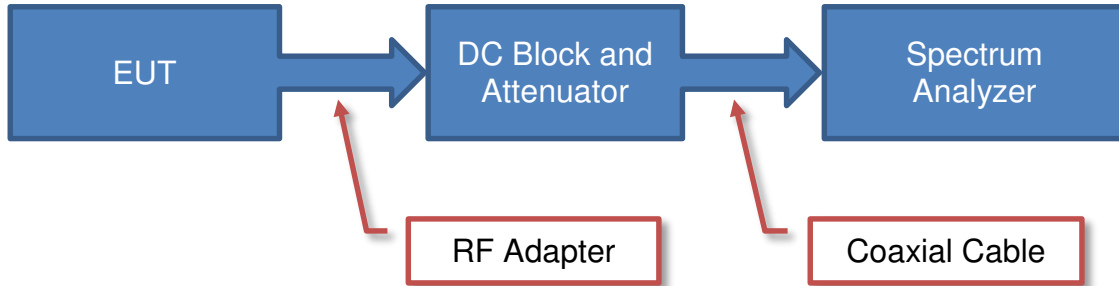 EUT
DC Block and
Attenuator
Spectrum
Analyzer
RF Adapter
Coaxial Cable